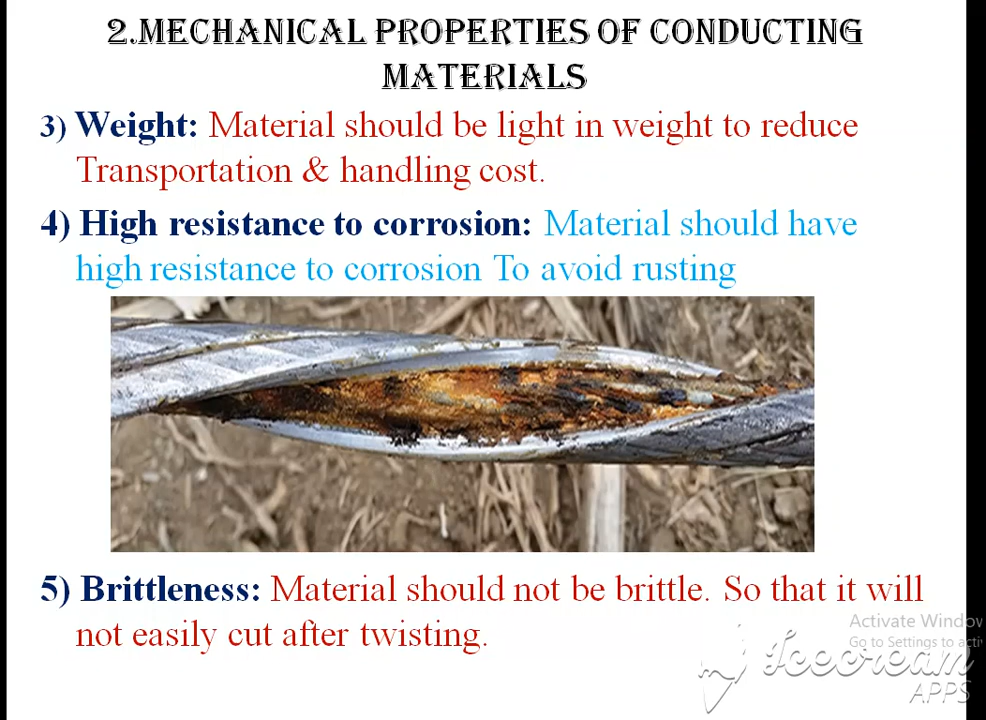 2.MECHANICAL PROPERTIES OF CONDUCTING
MATERIALS
3) Weight: Material should be light in weight to reduce
Transportation & handling cost.
4) High resistance to corrosion: Material should have
high resistance to corrosion To avoid rusting
5) Brittleness: Material should not be brittle. So that it will
not easily cut after twisting.
Activate Window
Go to Settings to acti
Icecream
APPS